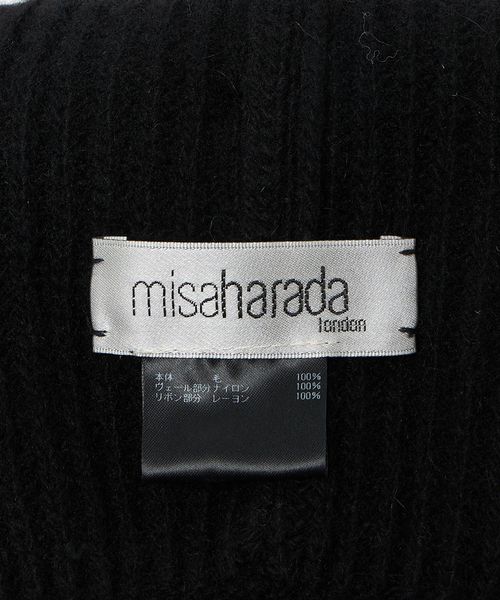 misaharada
london
本体 毛 100%
ヴェール部分 ナイロン 100%
リボン部分 レーヨン 100%